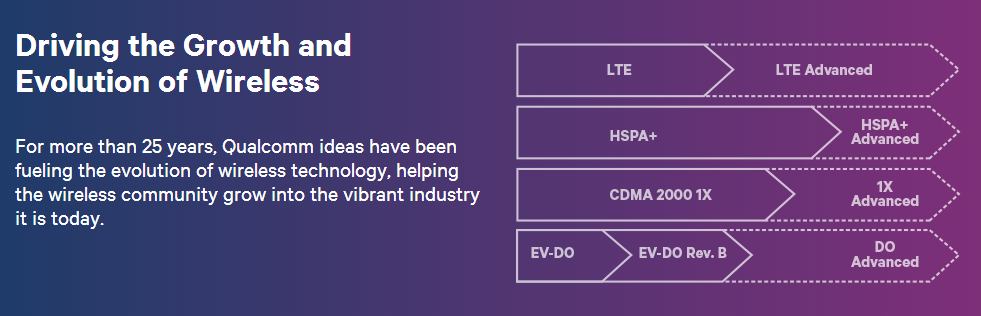 Driving the Growth and
Evolution of Wireless
For more than 25 years, Qualcomm ideas have been
fueling the evolution of wireless technology, helping
the wireless community grow into the vibrant industry
it is today.
LTE
LTE Advanced
HSPA+
HSPA+
Advanced
CDMA 2000 1X
1X
Advanced
EV-DO
EV-DO Rev. B
DO
Advanced